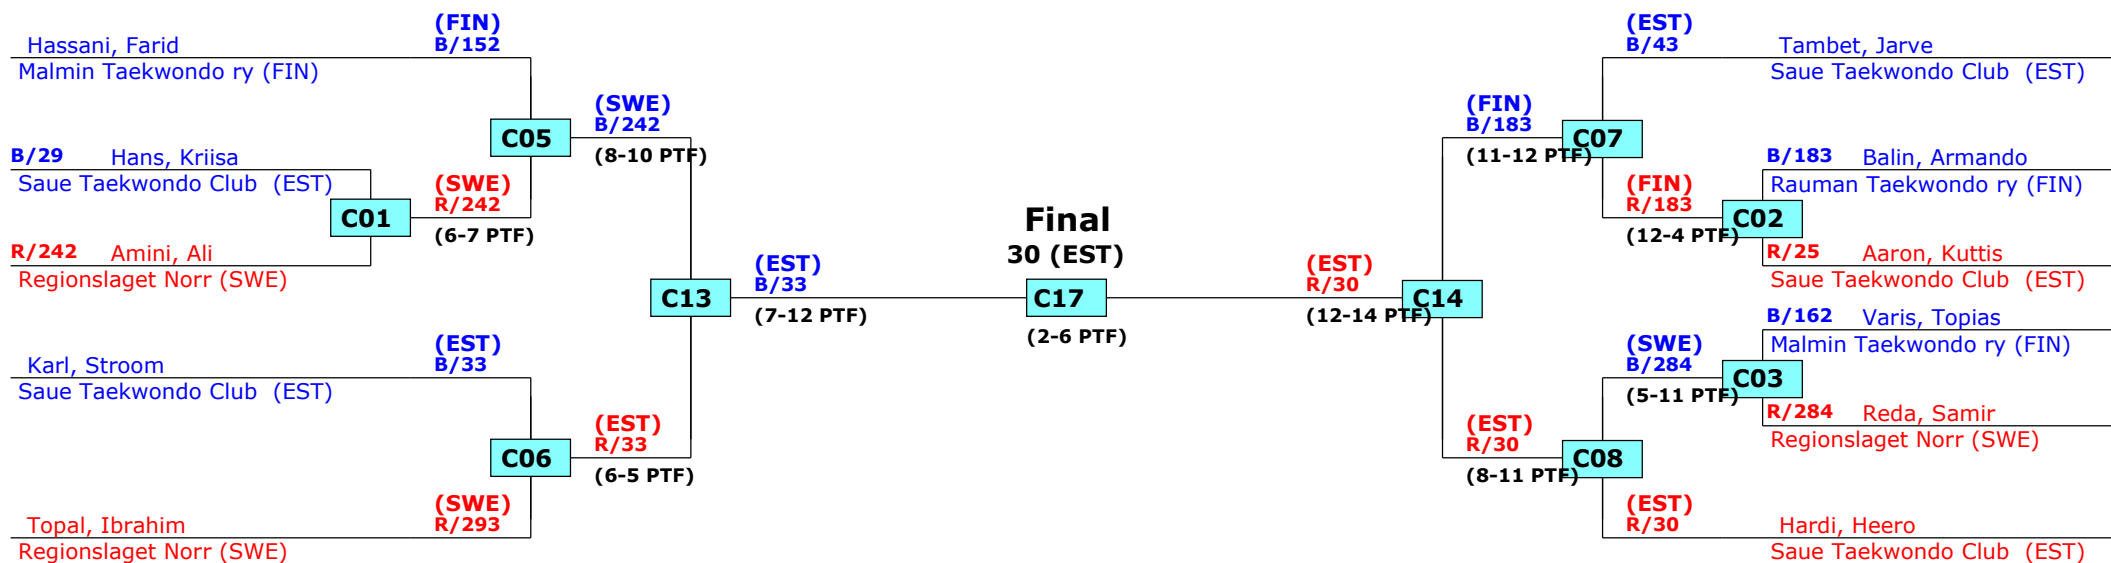 (FIN)
B/152
Hassani, Farid
Malmin Taekwondo ry (FIN)
C05
(SWE)
B/242
(8-10 PTF)
B/29 Hans, Kriisa
Saue Taekwondo Club (EST)
C01
(SWE)
R/242
(6-7 PTF)
R/242 Amini, Ali
Regionslaget Norr (SWE)
C13
(EST)
B/33
(7-12 PTF)
(EST)
B/33
Karl, Stroom
Saue Taekwondo Club (EST)
C06
(EST)
R/33
(6-5 PTF)
(SWE)
R/293
Topal, Ibrahim
Regionslaget Norr (SWE)
Final
30 (EST)
C17
(2-6 PTF)
(EST)
R/30
(12-14 PTF)
C14
(FIN)
B/183
(11-12 PTF)
C07
(EST)
B/43
Tambet, Jarve
Saue Taekwondo Club (EST)
(FIN)
R/183
(12-4 PTF)
C02
B/183 Balin, Armando
Rauman Taekwondo ry (FIN)
R/25 Aaron, Kuttis
Saue Taekwondo Club (EST)
B/162 Varis, Topias
Malmin Taekwondo ry (FIN)
(SWE)
B/284
(5-11 PTF)
C03
R/284 Reda, Samir
Regionslaget Norr (SWE)
(EST)
R/30
(8-11 PTF)
C08
(EST)
R/30
Hardi, Heero
Saue Taekwondo Club (EST)